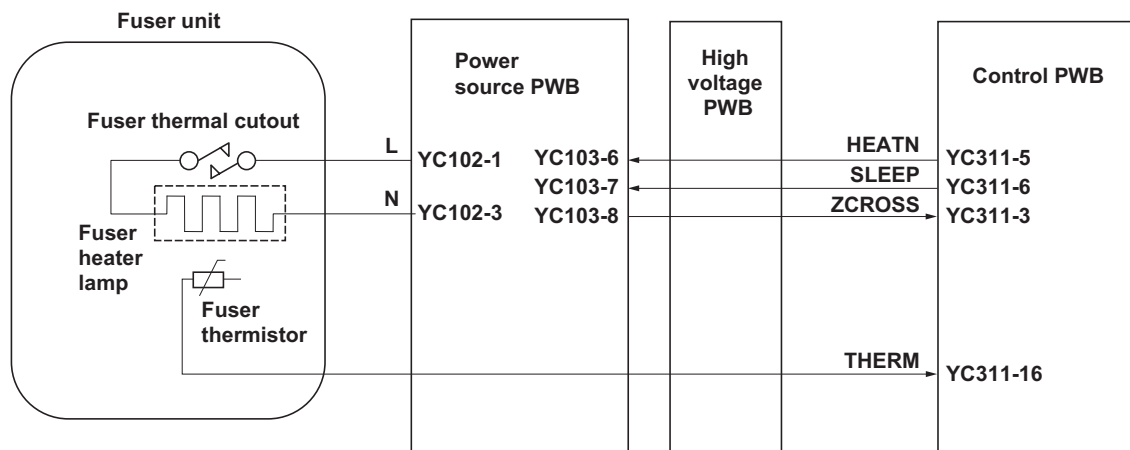 Fuser unit
Power
source PWB
High
voltage
PWB
Control PWB
Fuser thermal cutout
L
YC102-1
N
YC102-3
Fuser
heater
lamp
Fuser
thermistor
YC103-6
HEATN
YC311-5
YC103-7
SLEEP
YC311-6
YC103-8
ZCROSS
YC311-3
THERM
YC311-16